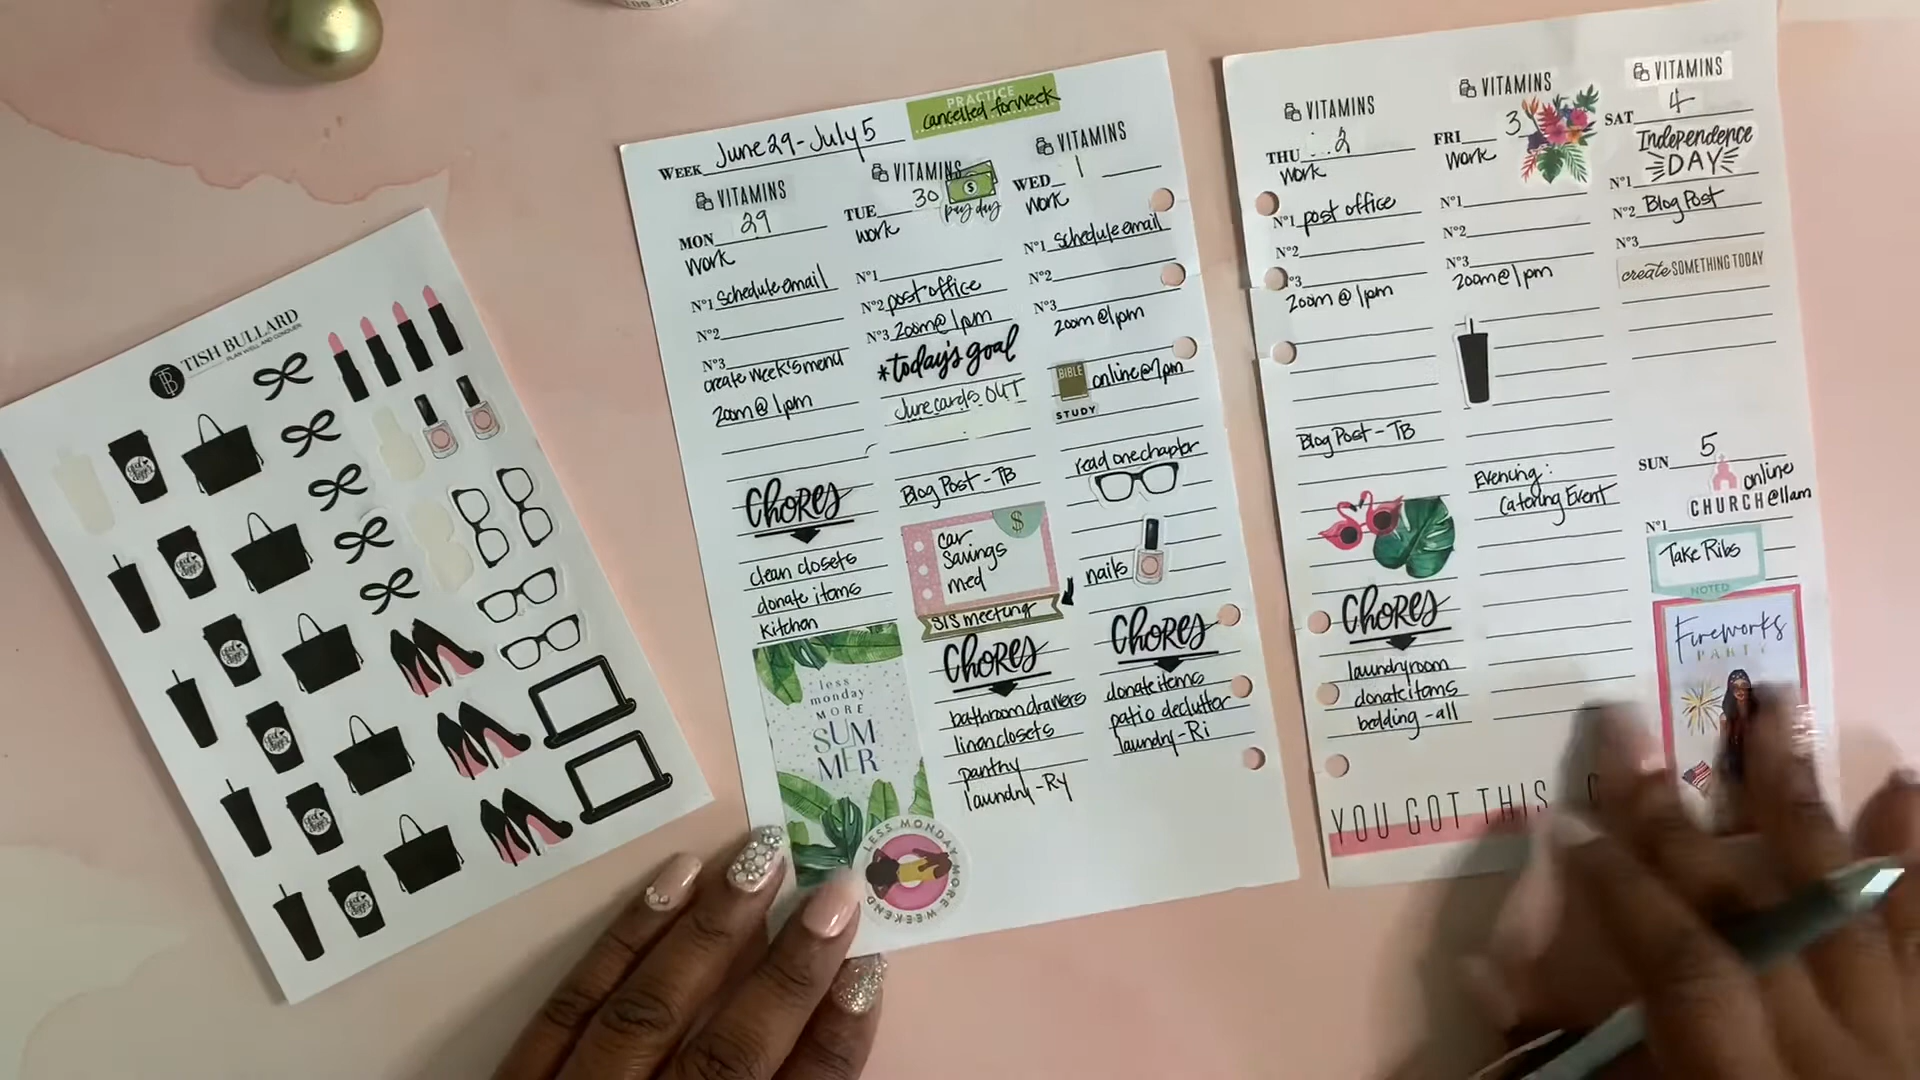 TISH BULLARD
PLAN WELL AND CONQUER
PRACTICE
cancelled for week
WEEK June 29 - July 5
VITAMINS
MON 29
Work
Nº1 Schedule email
Nº2
Nº3
create week's menu
Zoom @ 1pm
CHORES
clean closets
donate items
Kitchen
less
monday
MORE
SUM
MER
LESS MONDAY MORE WEEKEND
VITAMINS
TUE 30
$
pay day
work
Nº1
Nº2 post office
Nº3 Zoom@1pm
*today's goal
June cards OUT
Blog Post - TB
$
car
Savings
med
SIS meeting
CHORES
bathroom drawers
linen closets
pantry
laundry - Ry
VITAMINS
WED 1
Work
Nº1 Schedule email
Nº2
Nº3
Zoom@1pm
BIBLE
STUDY
online@7pm
read one chapter
nails
CHORES
donate items
patio declutter
laundry - Ri
VITAMINS
THU 2
Work
Nº1 post office
Nº2
Nº3
Zoom @ 1pm
Blog Post - TB
CHORES
laundry room
donate items
bedding - all
YOU GOT THIS
VITAMINS
FRI 3
Work
Nº1
Nº2
Nº3
Zoom@1pm
Evening:
Catering Event
VITAMINS
SAT 4
Independence
DAY
Nº1
Nº2 Blog Post
Nº3
create SOMETHING TODAY
SUN 5
online
CHURCH @11am
Nº1
Take Ribs
NOTED
Fireworks
PARTY